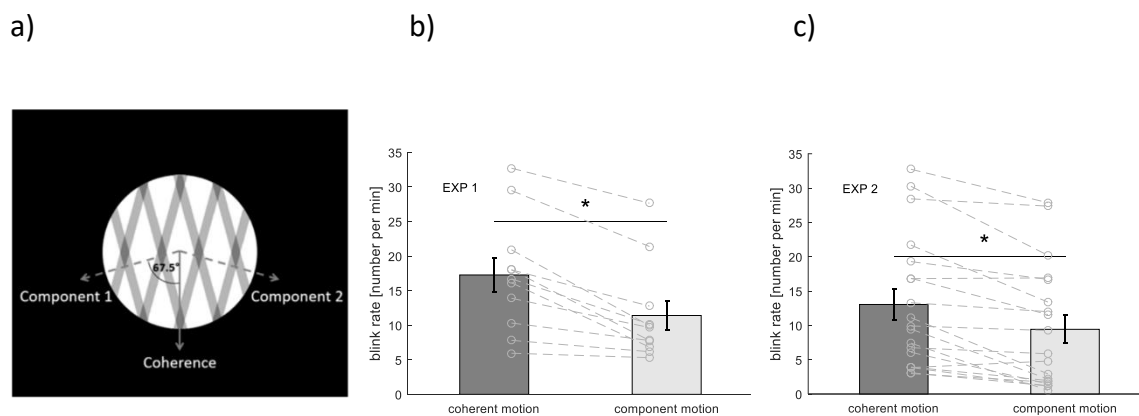 a)
b)
c)
67.5°
Component 1
Component 2
Coherence
blink rate [number per min]
35
30
25
20
15
10
5
0
EXP 1
*
coherent motion
component motion
blink rate [number per min]
35
30
25
20
15
10
5
0
EXP 2
*
coherent motion
component motion